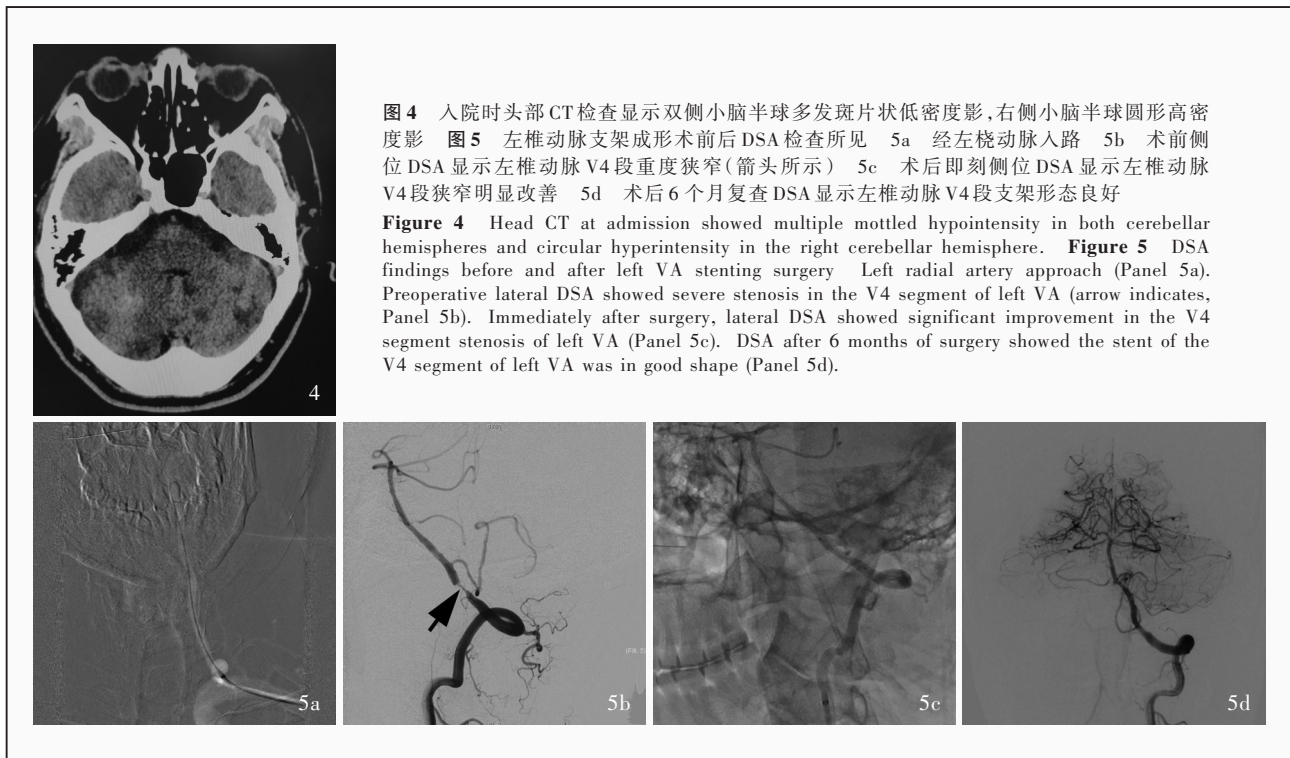 图4 入院时头部CT检查显示双侧小脑半球多发斑片状低密度影,右侧小脑半球圆形高密
度影 图5 左椎动脉支架成形术前后DSA检查所见 5a 经左桡动脉入路 5b 术前侧
位DSA显示左椎动脉V4段重度狭窄(箭头所示) 5c 术后即刻侧位DSA显示左椎动脉
V4段狭窄明显改善 5d 术后6个月复查DSA显示左椎动脉V4段支架形态良好
Figure 4 Head CT at admission showed multiple mottled hypointensity in both cerebellar
hemispheres and circular hyperintensity in the right cerebellar hemisphere. Figure 5 DSA
findings before and after left VA stenting surgery Left radial artery approach (Panel 5a).
Preoperative lateral DSA showed severe stenosis in the V4 segment of left VA (arrow indicates,
Panel 5b). Immediately after surgery, lateral DSA showed significant improvement in the V4
segment stenosis of left VA (Panel 5c). DSA after 6 months of surgery showed the stent of the
V4 segment of left VA was in good shape (Panel 5d).
4
5a
5b
5c
5d